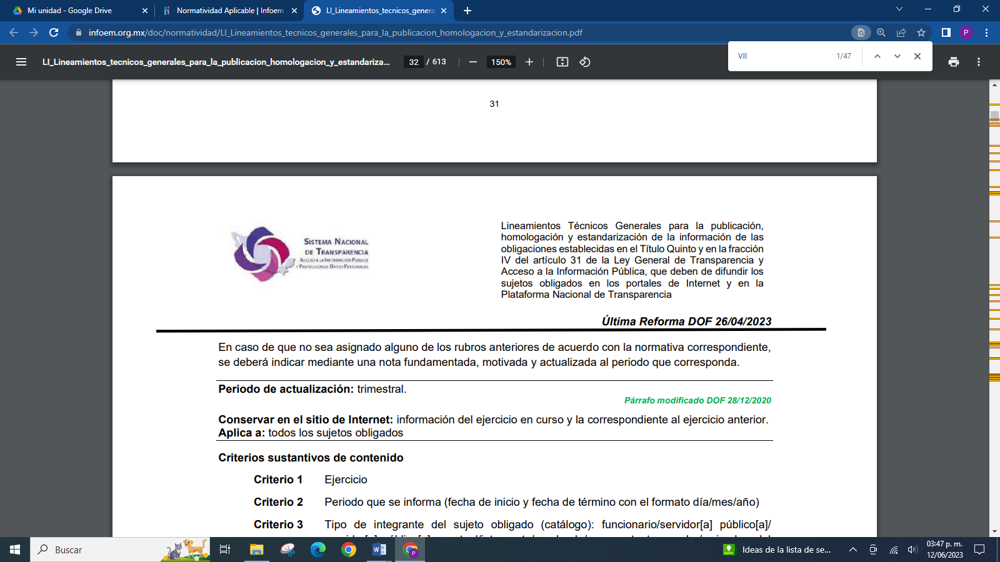 Mi unidad - Google Drive
Normatividad Aplicable | Infoem
LI_Lineamientos_tecnicos_genera
infoem.org.mx/doc/normatividad/LI_Lineamientos_tecnicos_generales_para_la_publicacion_homologacion_y_estandarizacion.pdf
P
LI_Lineamientos_tecnicos_generales_para_la_publicacion_homologacion_y_estandariza...
32 / 613
150%
VII
1/47
31
SISTEMA NACIONAL
DE TRANSPARENCIA
ACCESO A LA INFORMACIÓN PÚBLICA
Y PROTECCIÓN DE DATOS PERSONALES
Lineamientos Técnicos Generales para la publicación,
homologación y estandarización de la información de las
obligaciones establecidas en el Título Quinto y en la fracción
IV del artículo 31 de la Ley General de Transparencia y
Acceso a la Información Pública, que deben de difundir los
sujetos obligados en los portales de Internet y en la
Plataforma Nacional de Transparencia
Última Reforma DOF 26/04/2023
En caso de que no sea asignado alguno de los rubros anteriores de acuerdo con la normativa correspondiente,
se deberá indicar mediante una nota fundamentada, motivada y actualizada al periodo que corresponda.
Periodo de actualización: trimestral.
Párrafo modificado DOF 28/12/2020
Conservar en el sitio de Internet: información del ejercicio en curso y la correspondiente al ejercicio anterior.
Aplica a: todos los sujetos obligados
Criterios sustantivos de contenido
Criterio 1 Ejercicio
Criterio 2 Periodo que se informa (fecha de inicio y fecha de término con el formato día/mes/año)
Criterio 3 Tipo de integrante del sujeto obligado (catálogo): funcionario/servidor[a] público[a]/
Buscar
Ideas de la lista de se...
03:47 p. m.
12/06/2023